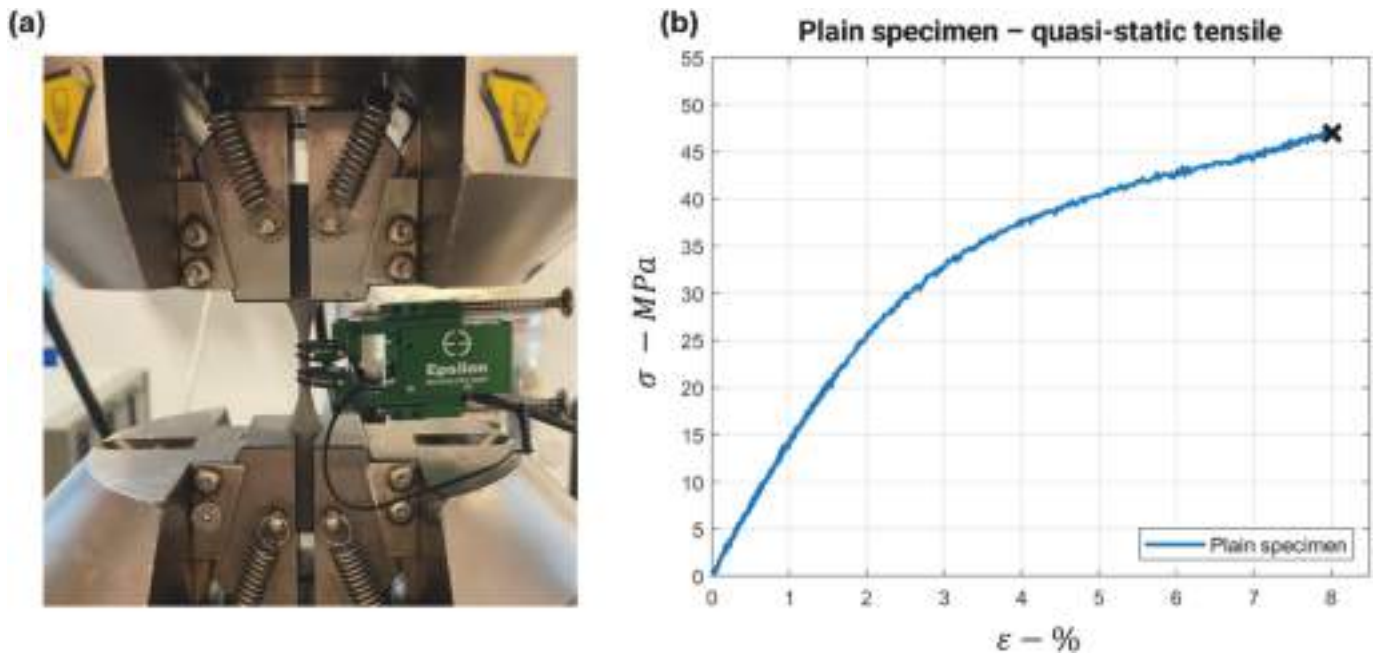 (a)
Epsilon
(b)
Plain specimen – quasi-static tensile
55
50
45
40
35
30
25
20
15
10
5
0
σ – MPa
0 1 2 3 4 5 6 7 8
ε – %
Plain specimen